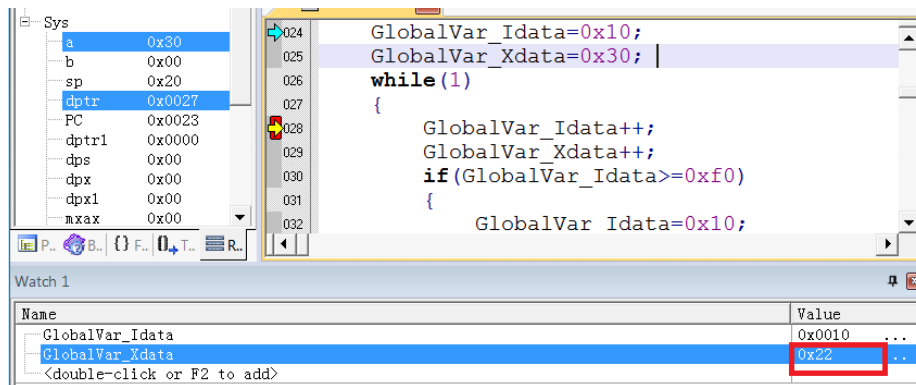 Sys
a 0x30
b 0x00
sp 0x20
dptr 0x0027
PC 0x0023
dptr1 0x0000
dps 0x00
dpx 0x00
dpx1 0x00
mxax 0x00
P.. B.. {} F.. 0 T.. R..
024 GlobalVar_Idata=0x10;
025 GlobalVar_Xdata=0x30;
026 while(1)
027 {
028 GlobalVar_Idata++;
029 GlobalVar_Xdata++;
030 if(GlobalVar_Idata>=0xf0)
031 {
032 GlobalVar_Idata=0x10;
Watch 1
Name Value
GlobalVar_Idata 0x0010 ...
GlobalVar_Xdata 0x22 ..
<double-click or F2 to add>